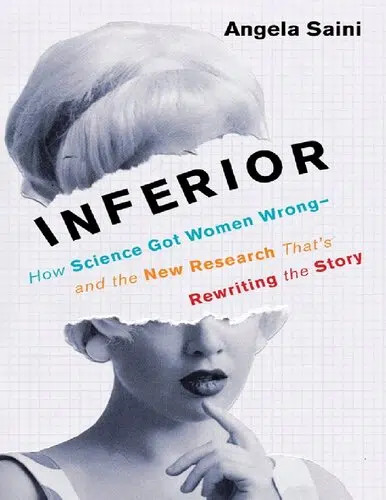 Angela Saini
INFERIOR
How Science Got Women Wrong–
and the New Research That's
Rewriting the Story